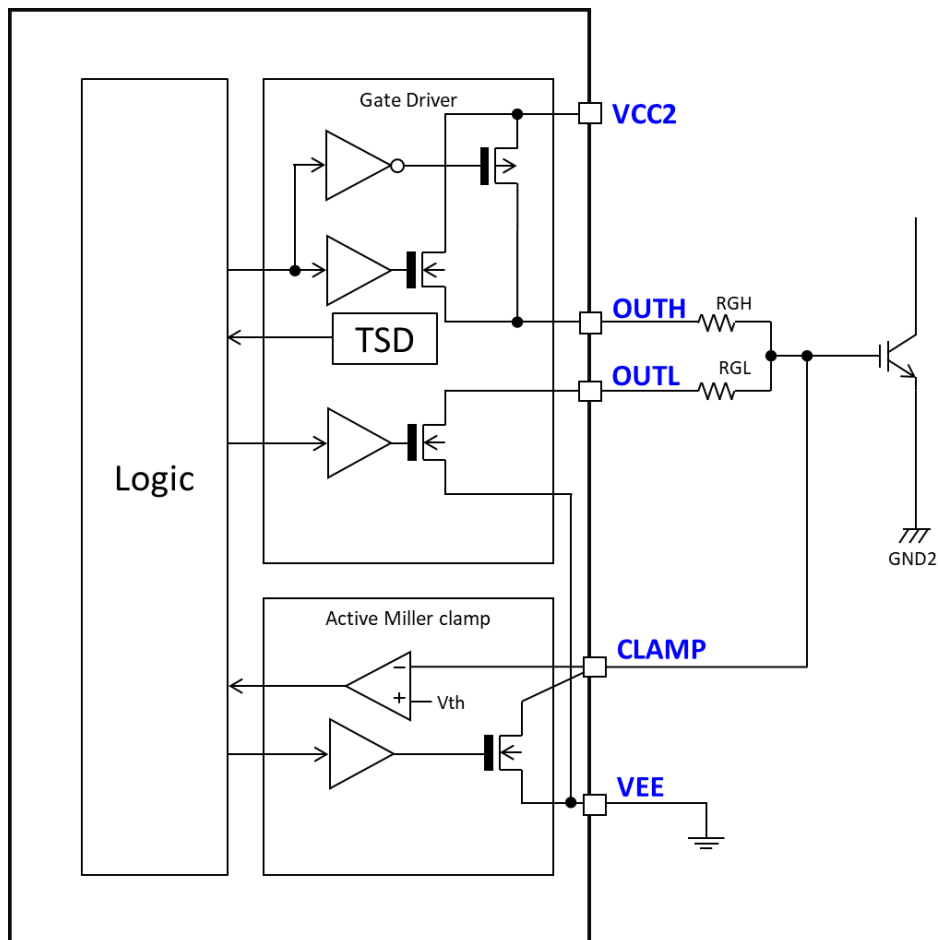 Gate Driver
VCC2
OUTH
RGH
TSD
OUTL
RGL
Logic
GND2
Active Miller clamp
CLAMP
−
+
Vth
VEE